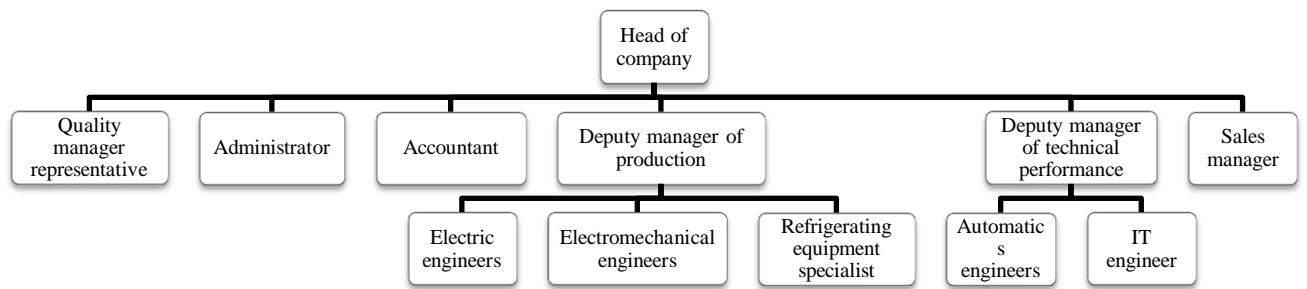 Head of
company
Quality
manager
representative
Administrator
Accountant
Deputy manager of
production
Deputy manager
of technical
performance
Sales
manager
Electric
engineers
Electromechanical
engineers
Refrigerating
equipment
specialist
Automatic
s
engineers
IT
engineer